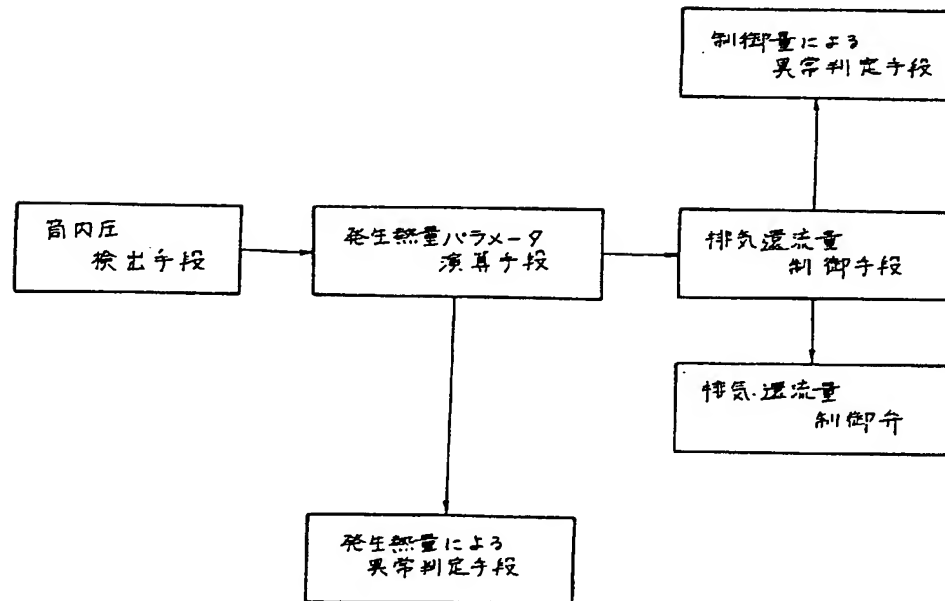 制御量による
異常判定手段
筒内圧
検出手段
発生熱量パラメータ
演算手段
排気還流量
制御手段
排気還流量
制御弁
発生熱量による
異常判定手段